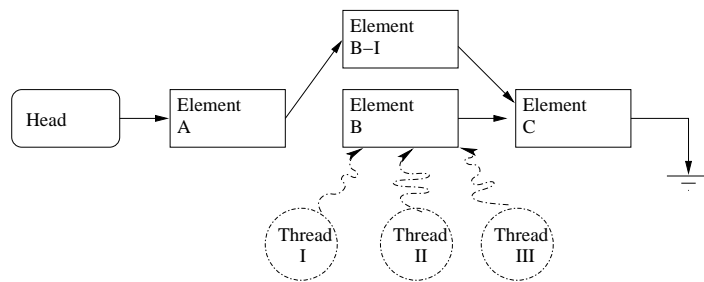 Element
B–I
Head
Element
A
Element
B
Element
C
Thread
I
Thread
II
Thread
III